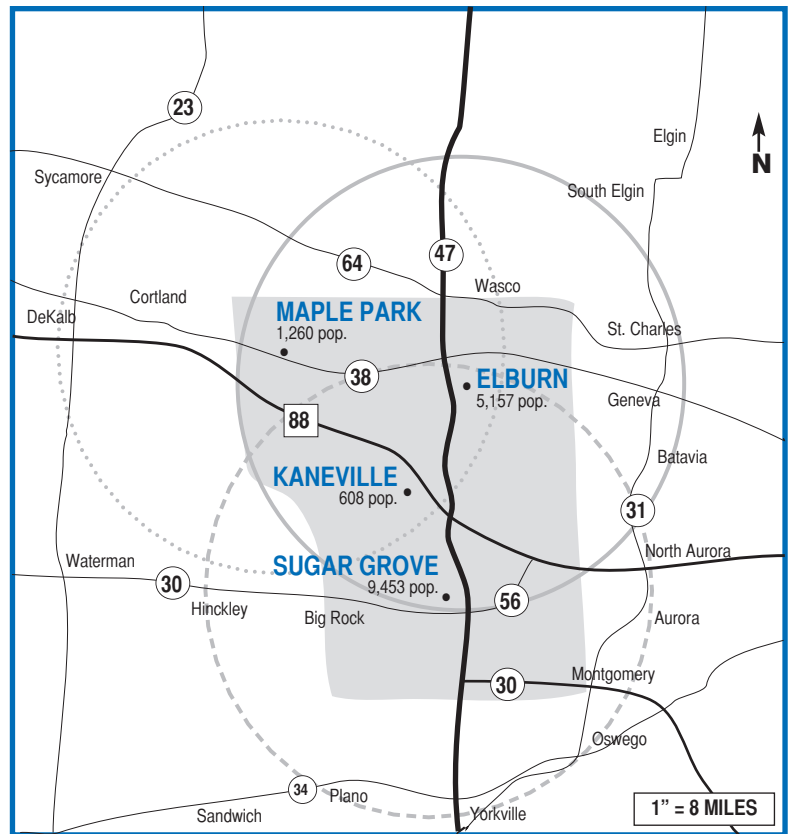 23
Elgin
N
Sycamore
South Elgin
47
64
Wasco
Cortland
MAPLE PARK
1,260 pop.
DeKalb
St. Charles
38
ELBURN
5,157 pop.
Geneva
88
Batavia
KANEVILLE
608 pop.
31
North Aurora
Waterman
SUGAR GROVE
9,453 pop.
30
56
Hinckley
Big Rock
Aurora
Montgomery
30
Oswego
34
Plano
Sandwich
Yorkville
1” = 8 MILES